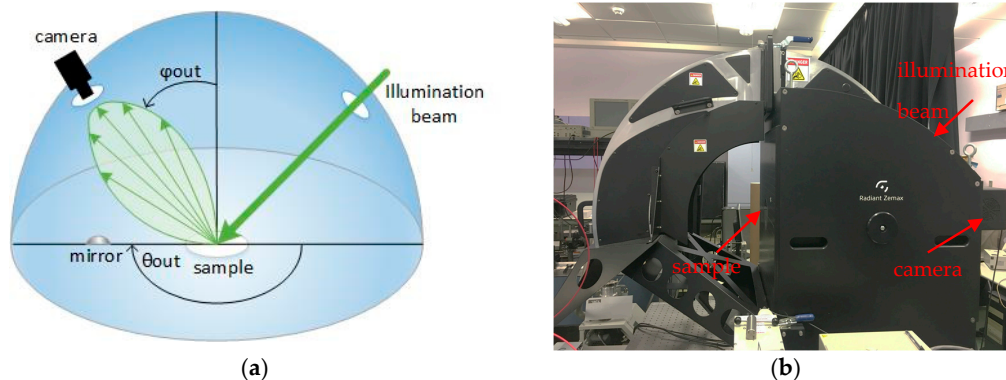 camera
φout
Illumination
beam
mirror
θout
sample
(a)
illumination
beam
Radiant Zemax
sample
camera
(b)